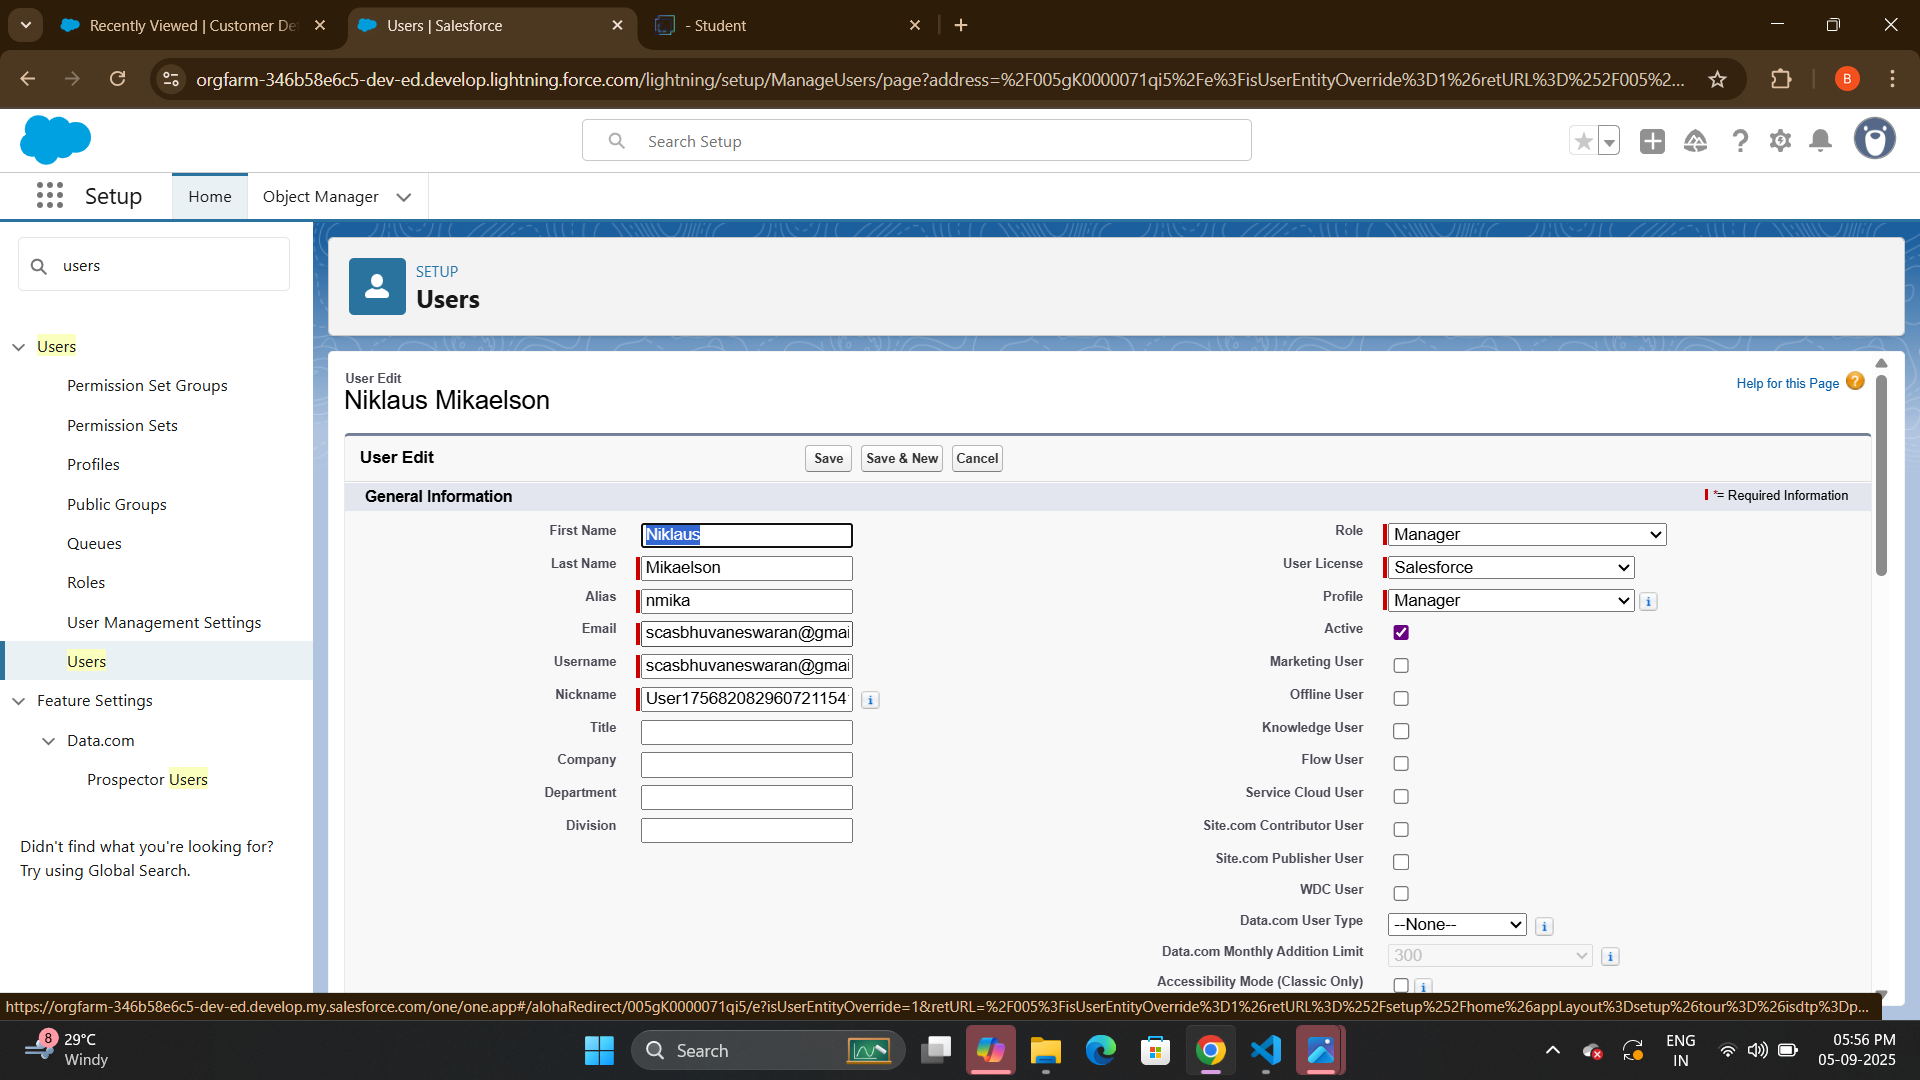 Recently Viewed | Customer De
Users | Salesforce
- Student
orgfarm-346b58e6c5-dev-ed.develop.lightning.force.com/lightning/setup/ManageUsers/page?address=%2F005gK0000071qi5%2Fe%3FisUserEntityOverride%3D1%26retURL%3D%252F005%2...
B
Search Setup
Setup
Home
Object Manager
users
Users
Permission Set Groups
Permission Sets
Profiles
Public Groups
Queues
Roles
User Management Settings
Users
Feature Settings
Data.com
Prospector Users
Didn't find what you're looking for?
Try using Global Search.
SETUP
Users
User Edit
Niklaus Mikaelson
Help for this Page
User Edit
Save
Save & New
Cancel
General Information
*= Required Information
First Name
Niklaus
Last Name
Mikaelson
Alias
nmika
Email
scasbhuvaneswaran@gmai
Username
scasbhuvaneswaran@gmai
Nickname
User175682082960721154
Title
Company
Department
Division
Role
Manager
User License
Salesforce
Profile
Manager
Active
Marketing User
Offline User
Knowledge User
Flow User
Service Cloud User
Site.com Contributor User
Site.com Publisher User
WDC User
Data.com User Type
--None--
Data.com Monthly Addition Limit
300
Accessibility Mode (Classic Only)
https://orgfarm-346b58e6c5-dev-ed.develop.my.salesforce.com/one/one.app#/alohaRedirect/005gK0000071qi5/e?isUserEntityOverride=1&retURL=%2F005%3FisUserEntityOverride%3D1%26retURL%3D%252Fsetup%252Fhome%26appLayout%3Dsetup%26tour%3D%26isdtp%3Dp...
8
29°C
Windy
Search
ENG
IN
05:56 PM
05-09-2025